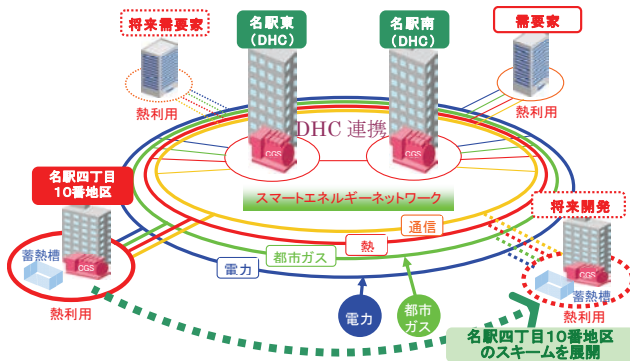 将来需要家
名駅東
(DHC)
名駅南
(DHC)
需要家
熱利用
熱利用
DHC 連携
CGS
CGS
スマートエネルギーネットワーク
名駅四丁目
10番地区
将来開発
通信
熱
都市ガス
電力
蓄熱槽
CGS
熱利用
CGS
蓄熱槽
熱利用
電力
都市
ガス
名駅四丁目10番地区
のスキームを展開